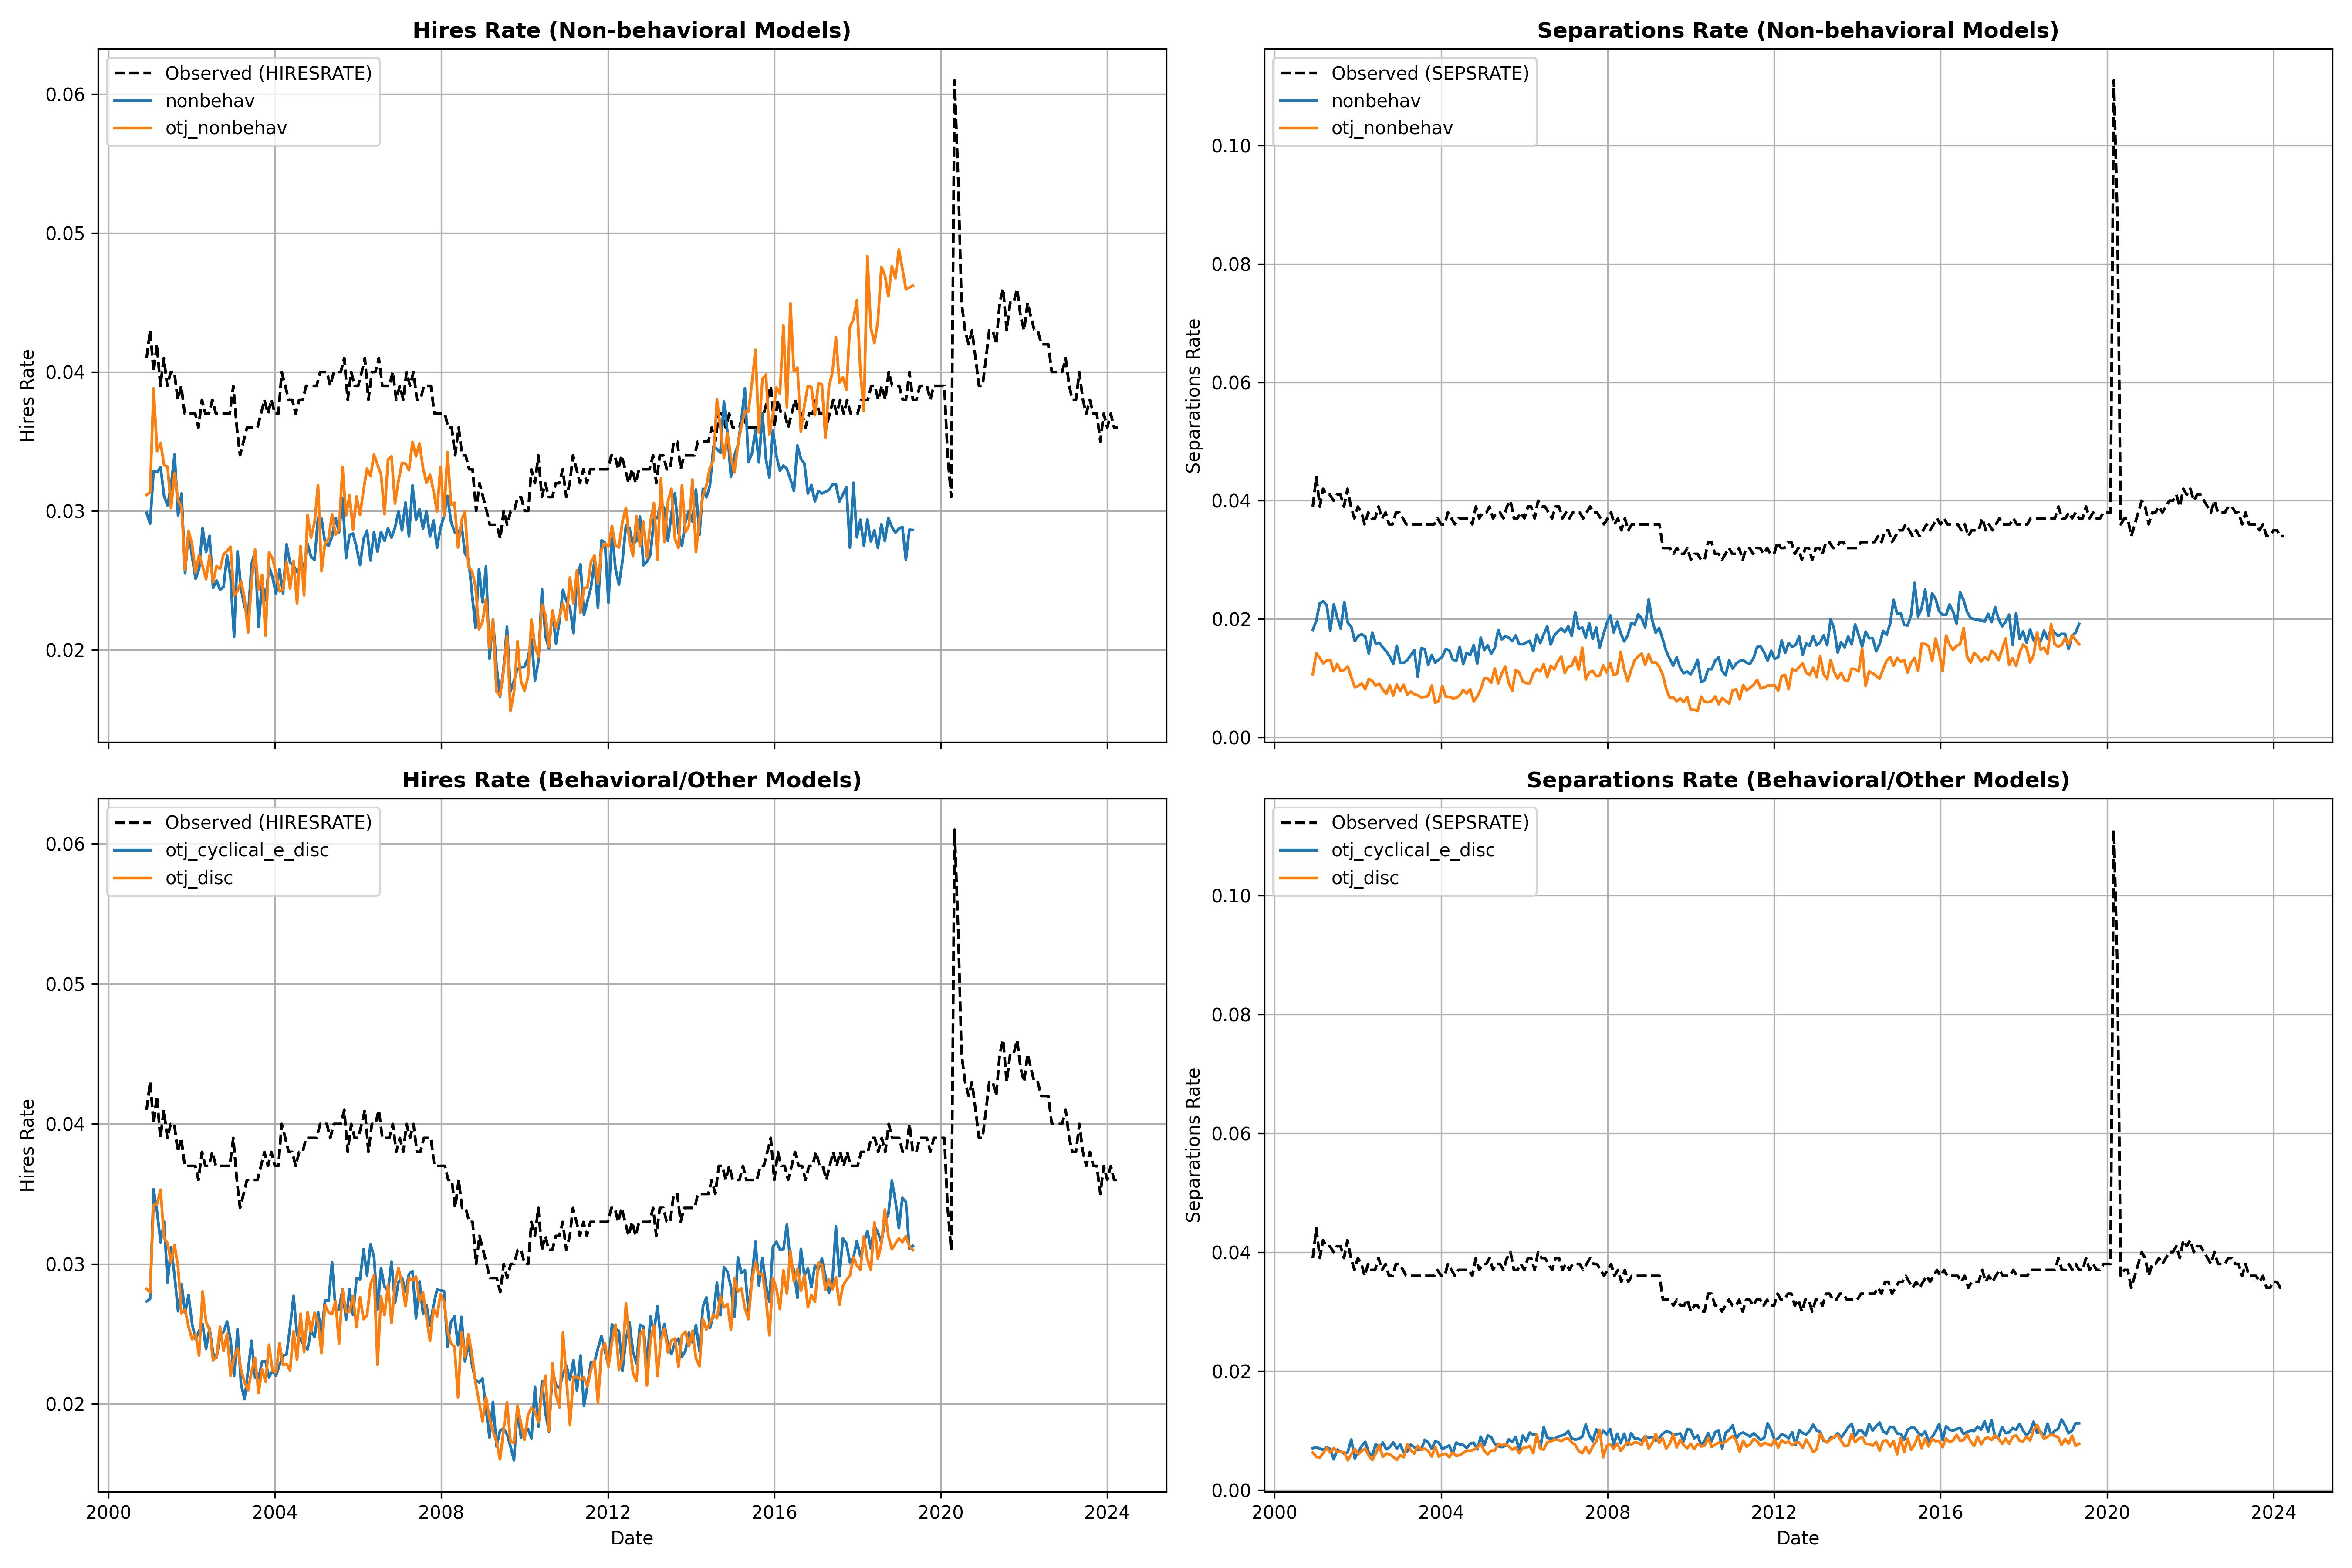 Hires Rate (Non-behavioral Models)
Observed (HIRESRATE)
nonbehav
otj_nonbehav
0.06
0.05
0.04
0.03
0.02
Hires Rate
Separations Rate (Non-behavioral Models)
Observed (SEPSRATE)
nonbehav
otj_nonbehav
0.10
0.08
0.06
0.04
0.02
0.00
Separations Rate
Hires Rate (Behavioral/Other Models)
Observed (HIRESRATE)
otj_cyclical_e_disc
otj_disc
0.06
0.05
0.04
0.03
0.02
Hires Rate
2000 2004 2008 2012 2016 2020 2024
Date
Separations Rate (Behavioral/Other Models)
Observed (SEPSRATE)
otj_cyclical_e_disc
otj_disc
0.10
0.08
0.06
0.04
0.02
0.00
Separations Rate
2000 2004 2008 2012 2016 2020 2024
Date